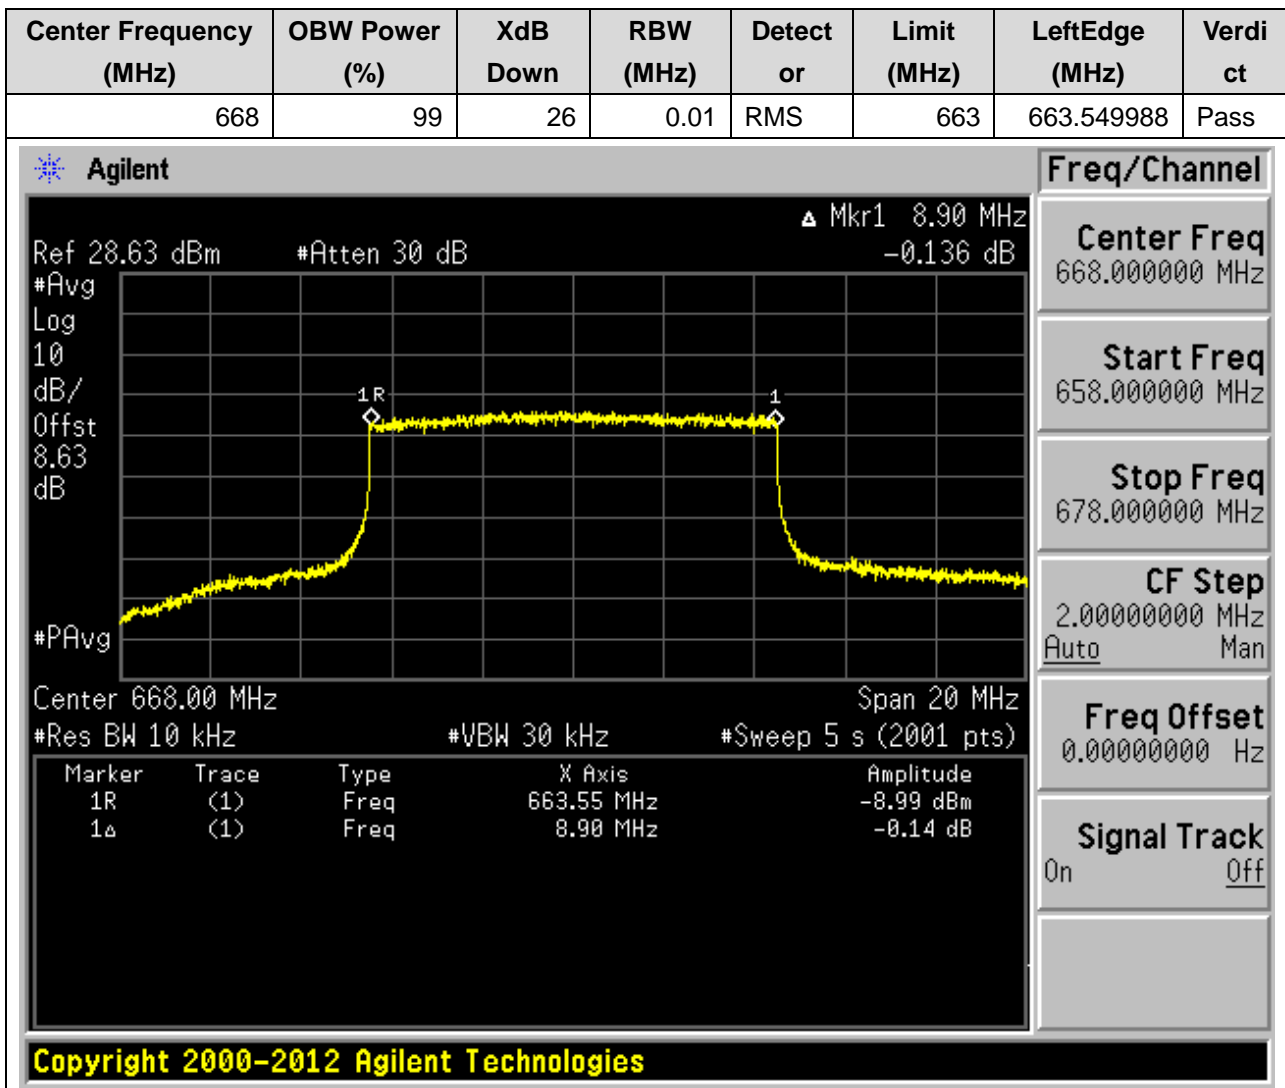 Center Frequency OBW Power XdB RBW Detect Limit LeftEdge Verdi
(MHz) (%) Down (MHz) or (MHz) (MHz) ct
668 99 26 0.01 RMS 663 663.549988 Pass
Agilent Freq/Channel
Δ Mkr1 8.90 MHz
Ref 28.63 dBm #Atten 30 dB -0.136 dB
#Avg
Log
10
dB/
Offst
8.63
dB
1R
1
#PAvg
Center 668.00 MHz Span 20 MHz
#Res BW 10 kHz #VBW 30 kHz #Sweep 5 s (2001 pts)
Marker Trace Type X Axis Amplitude
1R (1) Freq 663.55 MHz -8.99 dBm
1Δ (1) Freq 8.90 MHz -0.14 dB
Center Freq
668.000000 MHz
Start Freq
658.000000 MHz
Stop Freq
678.000000 MHz
CF Step
2.00000000 MHz
Auto Man
Freq Offset
0.00000000 Hz
Signal Track
On Off
Copyright 2000-2012 Agilent Technologies